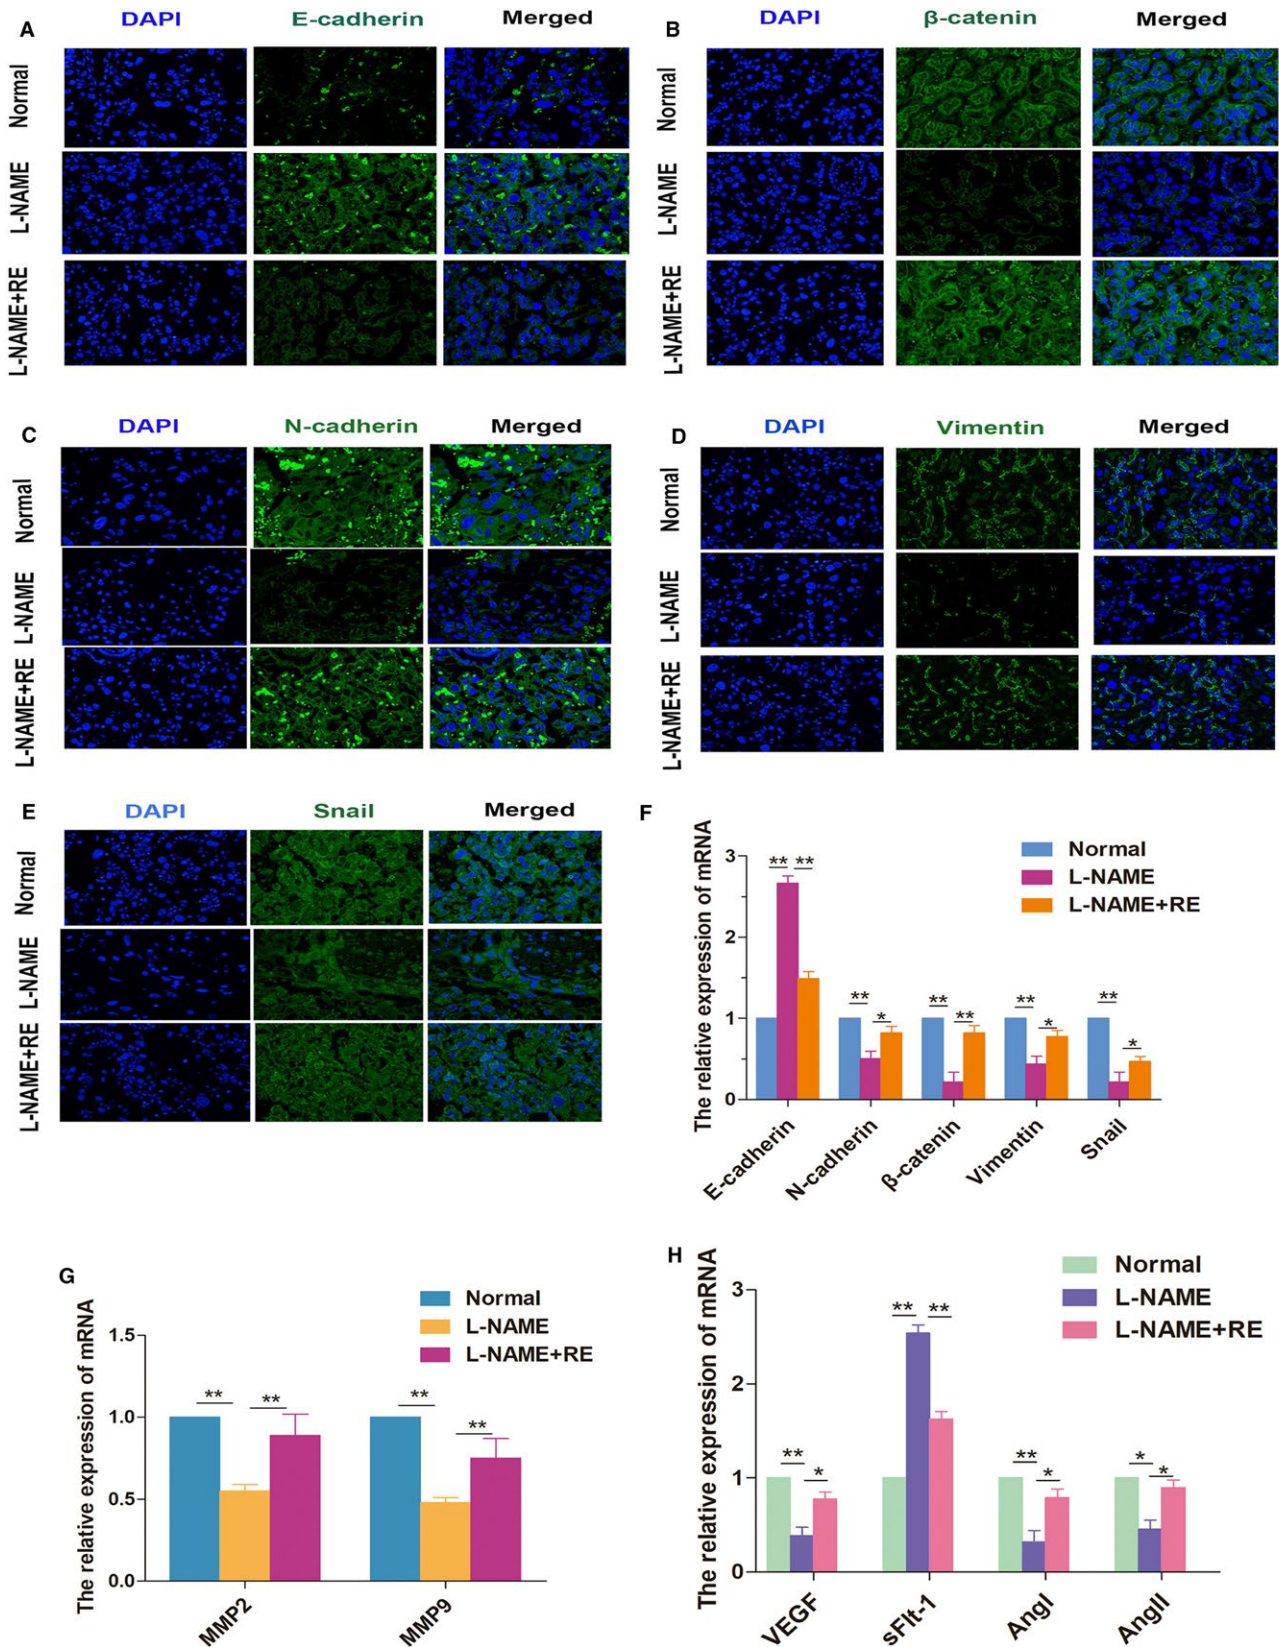 A
DAPI E-cadherin Merged
Normal
L-NAME
L-NAME+RE
B
DAPI β-catenin Merged
Normal
L-NAME
L-NAME+RE
C
DAPI N-cadherin Merged
Normal
L-NAME
L-NAME+RE
D
DAPI Vimentin Merged
Normal
L-NAME
L-NAME+RE
E
DAPI Snail Merged
Normal
L-NAME
L-NAME+RE
F
The relative expression of mRNA
3
2
1
0
** **
** *
** **
** *
** *
Normal
L-NAME
L-NAME+RE
E-cadherin N-cadherin β-catenin Vimentin Snail
G
The relative expression of mRNA
1.5
1.0
0.5
0.0
** **
** **
Normal
L-NAME
L-NAME+RE
MMP2 MMP9
H
The relative expression of mRNA
3
2
1
0
** *
** **
** *
* *
Normal
L-NAME
L-NAME+RE
VEGF sFlt-1 AngI AngII